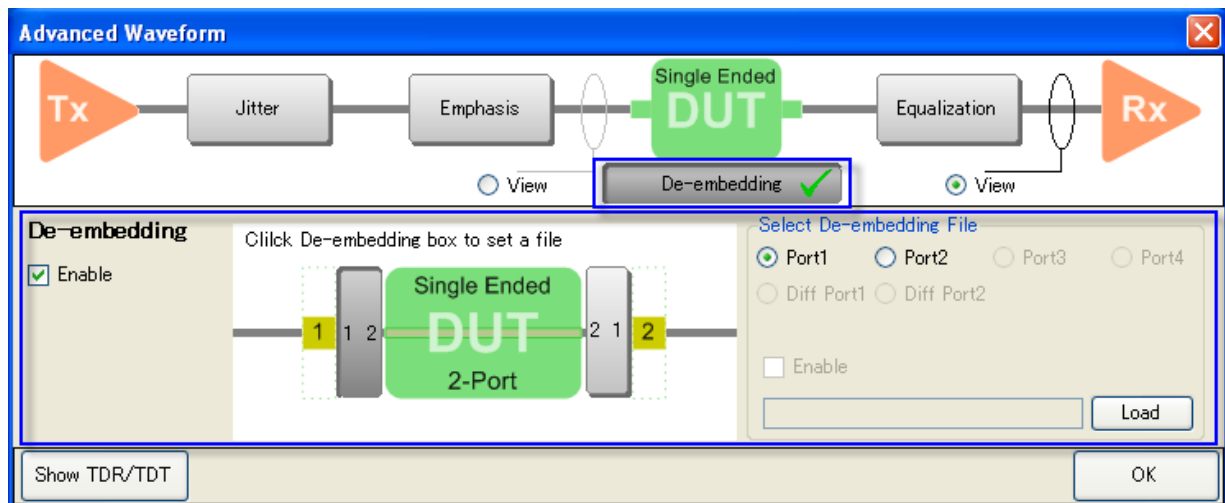 Advanced Waveform
Tx
Jitter
Emphasis
Single Ended
DUT
Equalization
Rx
View
De-embedding
View
De-embedding
Enable
Clilck De-embedding box to set a file
1
1 2
Single Ended
DUT
2-Port
2 1
2
Select De-embedding File
Port1 Port2 Port3 Port4
Diff Port1 Diff Port2
Enable
Load
Show TDR/TDT
OK